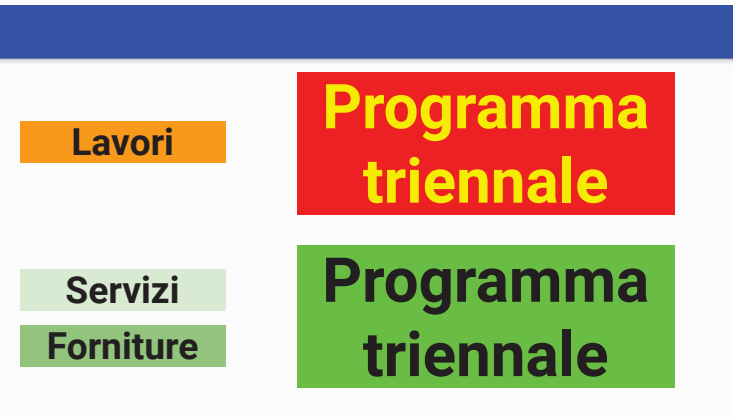 Lavori
Programma
triennale
Servizi
Forniture
Programma
triennale